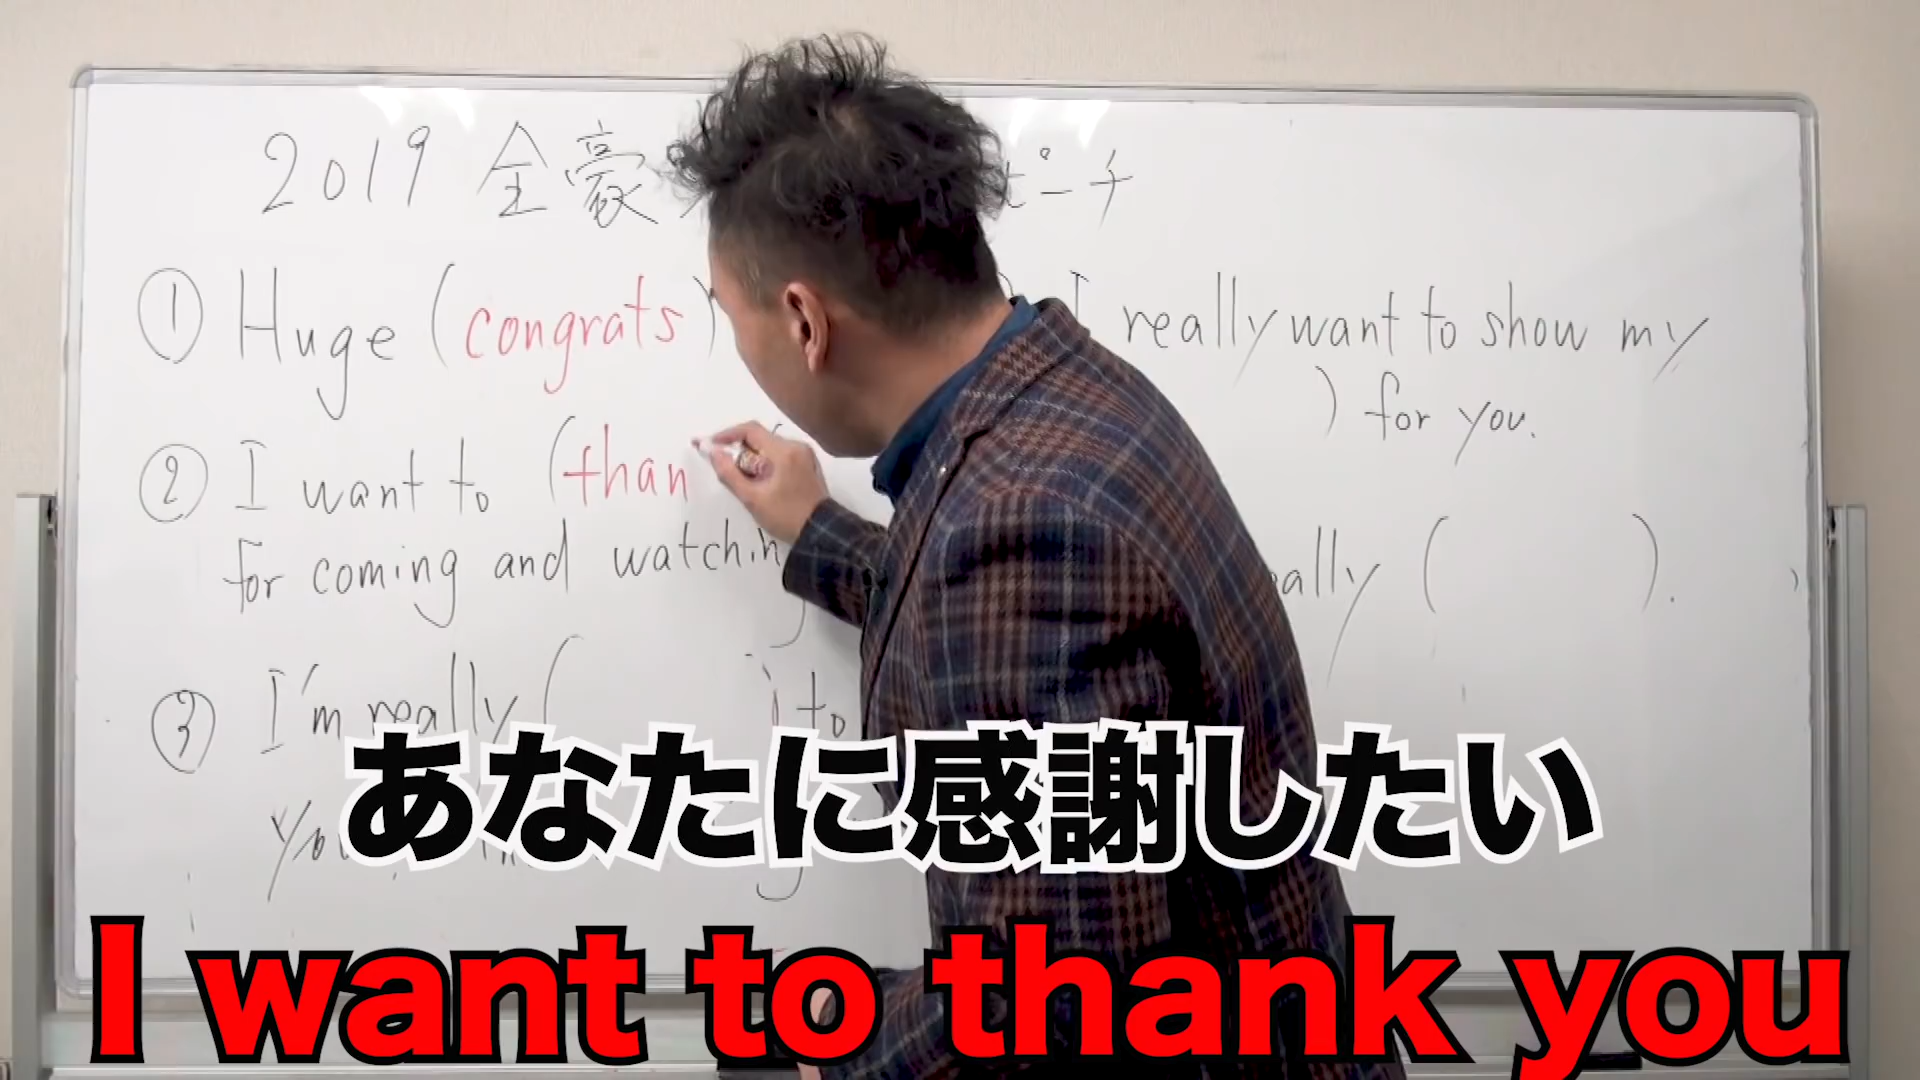 2019 全豪 ピーチ
① Huge (congrats)
② I want to (than
for coming and watchin
③ I'm really ( ) to
I really want to show my
) for you.
ally ( ).
あなたに感謝したい
I want to thank you